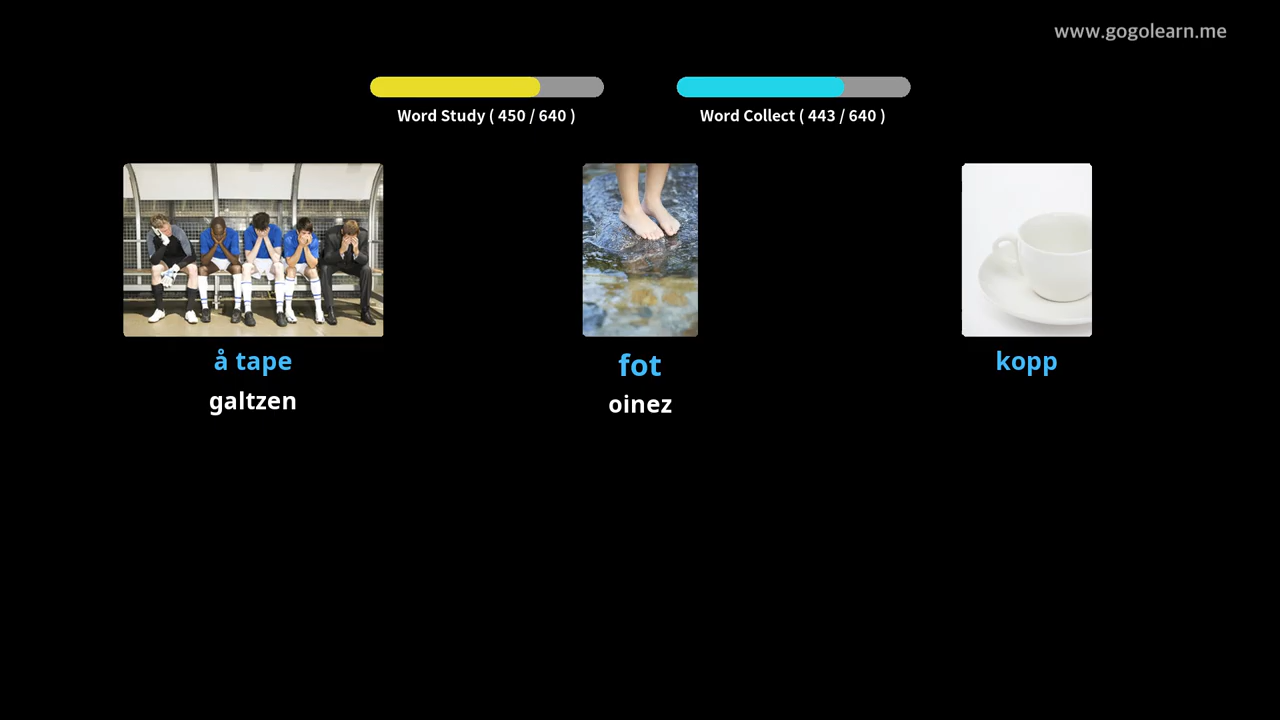 www.gogolearn.me
Word Study ( 450 / 640 )
Word Collect ( 443 / 640 )
å tape
fot
kopp
galtzen
oinez